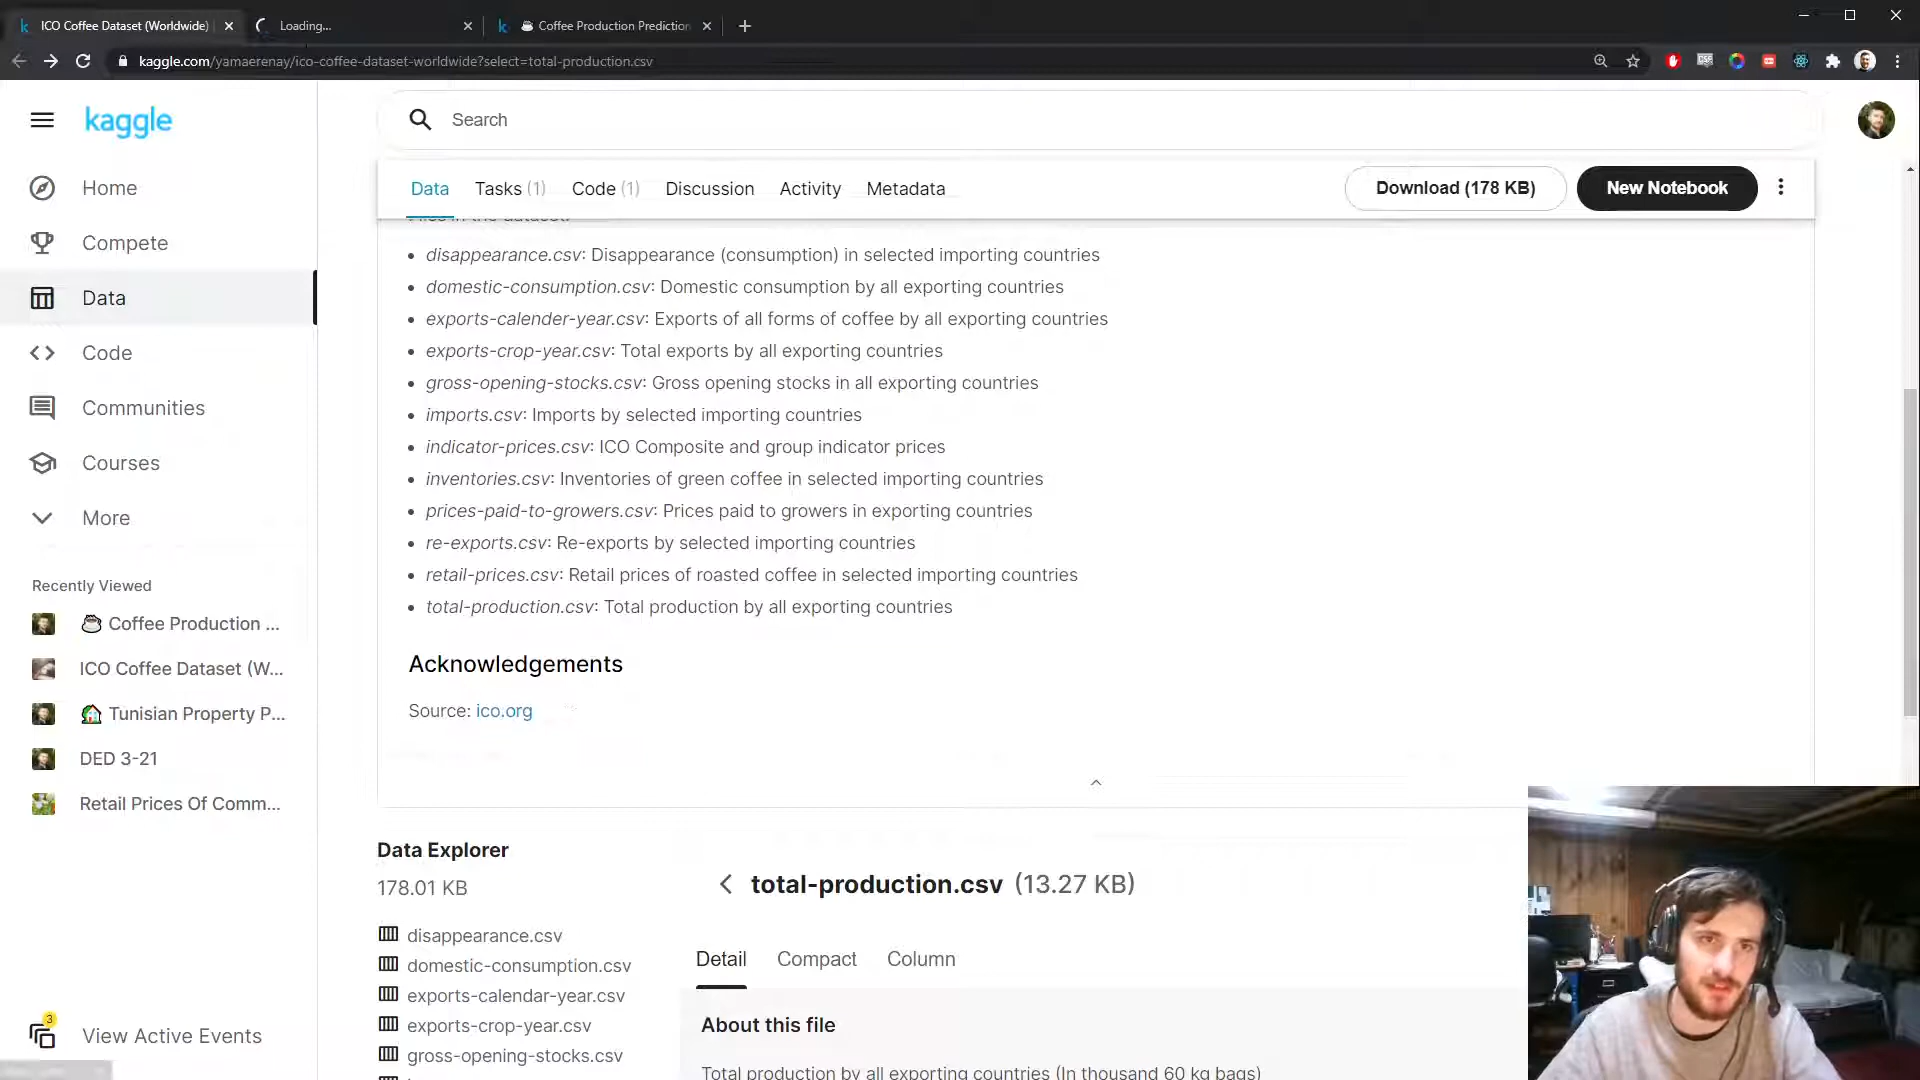 ICO Coffee Dataset (Worldwide)
Loading...
Coffee Production Prediction
kaggle.com/yamaerenay/ico-coffee-dataset-worldwide?select=total-production.csv
kaggle
Search
Home
Compete
Data
Code
Communities
Courses
More
Recently Viewed
Coffee Production ...
ICO Coffee Dataset (W...
Tunisian Property P...
DED 3-21
Retail Prices Of Comm...
3
View Active Events
Data Tasks (1) Code (1) Discussion Activity Metadata Download (178 KB) New Notebook
disappearance.csv: Disappearance (consumption) in selected importing countries
domestic-consumption.csv: Domestic consumption by all exporting countries
exports-calender-year.csv: Exports of all forms of coffee by all exporting countries
exports-crop-year.csv: Total exports by all exporting countries
gross-opening-stocks.csv: Gross opening stocks in all exporting countries
imports.csv: Imports by selected importing countries
indicator-prices.csv: ICO Composite and group indicator prices
inventories.csv: Inventories of green coffee in selected importing countries
prices-paid-to-growers.csv: Prices paid to growers in exporting countries
re-exports.csv: Re-exports by selected importing countries
retail-prices.csv: Retail prices of roasted coffee in selected importing countries
total-production.csv: Total production by all exporting countries
Acknowledgements
Source: ico.org
Data Explorer
178.01 KB
disappearance.csv
domestic-consumption.csv
exports-calendar-year.csv
exports-crop-year.csv
gross-opening-stocks.csv
total-production.csv (13.27 KB)
Detail Compact Column
About this file
Total production by all exporting countries (In thousand 60 kg bags)